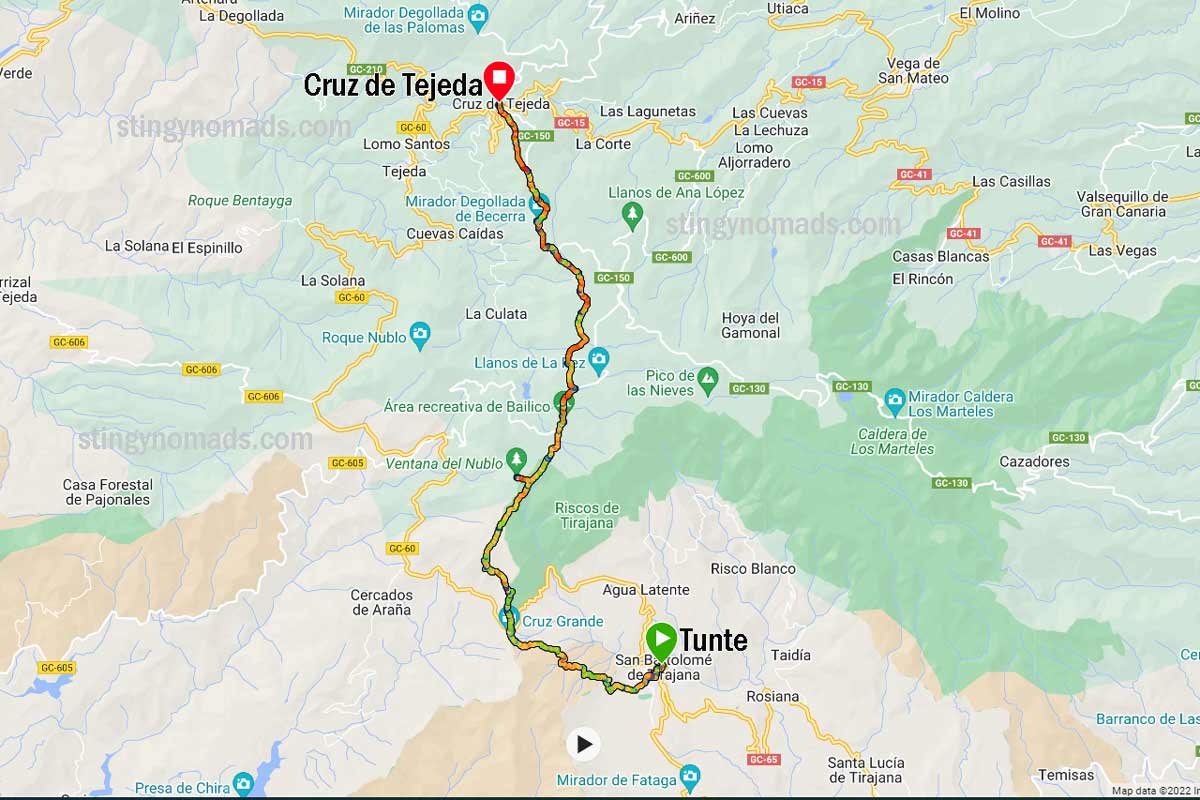 Artenara
La Degollada
Mirador Degollada
de las Palomas
Ariñez
Utiaca
El Molino
Verde
GC-210
Vega de
San Mateo
GC-15
Cruz de Tejeda
Cruz de Tejeda
Las Lagunetas
Las Cuevas
stingynomads.com
GC-60
GC-150
GC-15
La Lechuza
Lomo Santos
La Corte
Lomo
Aljorradero
Tejeda
GC-600
GC-41
Las Casillas
Roque Bentayga
Mirador Degollada
de Becerra
Llanos de Ana López
Valsequillo de
Gran Canaria
stingynomads.com
La Solana
El Espinillo
Cuevas Caídas
GC-41
GC-41
Las Vegas
GC-600
Casas Blancas
La Solana
GC-150
El Rincón
Tejeda
GC-60
La Culata
Hoya del
Gamonal
GC-606
Roque Nublo
GC-606
Llanos de La Pez
Pico de
las Nieves
GC-130
GC-130
GC-606
Área recreativa de Bailico
Mirador Caldera
Los Marteles
stingynomads.com
Caldera de
Los Marteles
GC-130
GC-605
Ventana del Nublo
Cazadores
Casa Forestal
de Pajonales
GC-130
Riscos de
Tirajana
GC-60
Risco Blanco
Cercados
de Araña
Agua Latente
Cruz Grande
Tunte
GC-605
San Bartolomé
de Tirajana
Taidía
Rosiana
Barranco de Las
GC-65
Santa Lucía
de Tirajana
Presa de Chira
Mirador de Fataga
Temisas
Map data ©2022